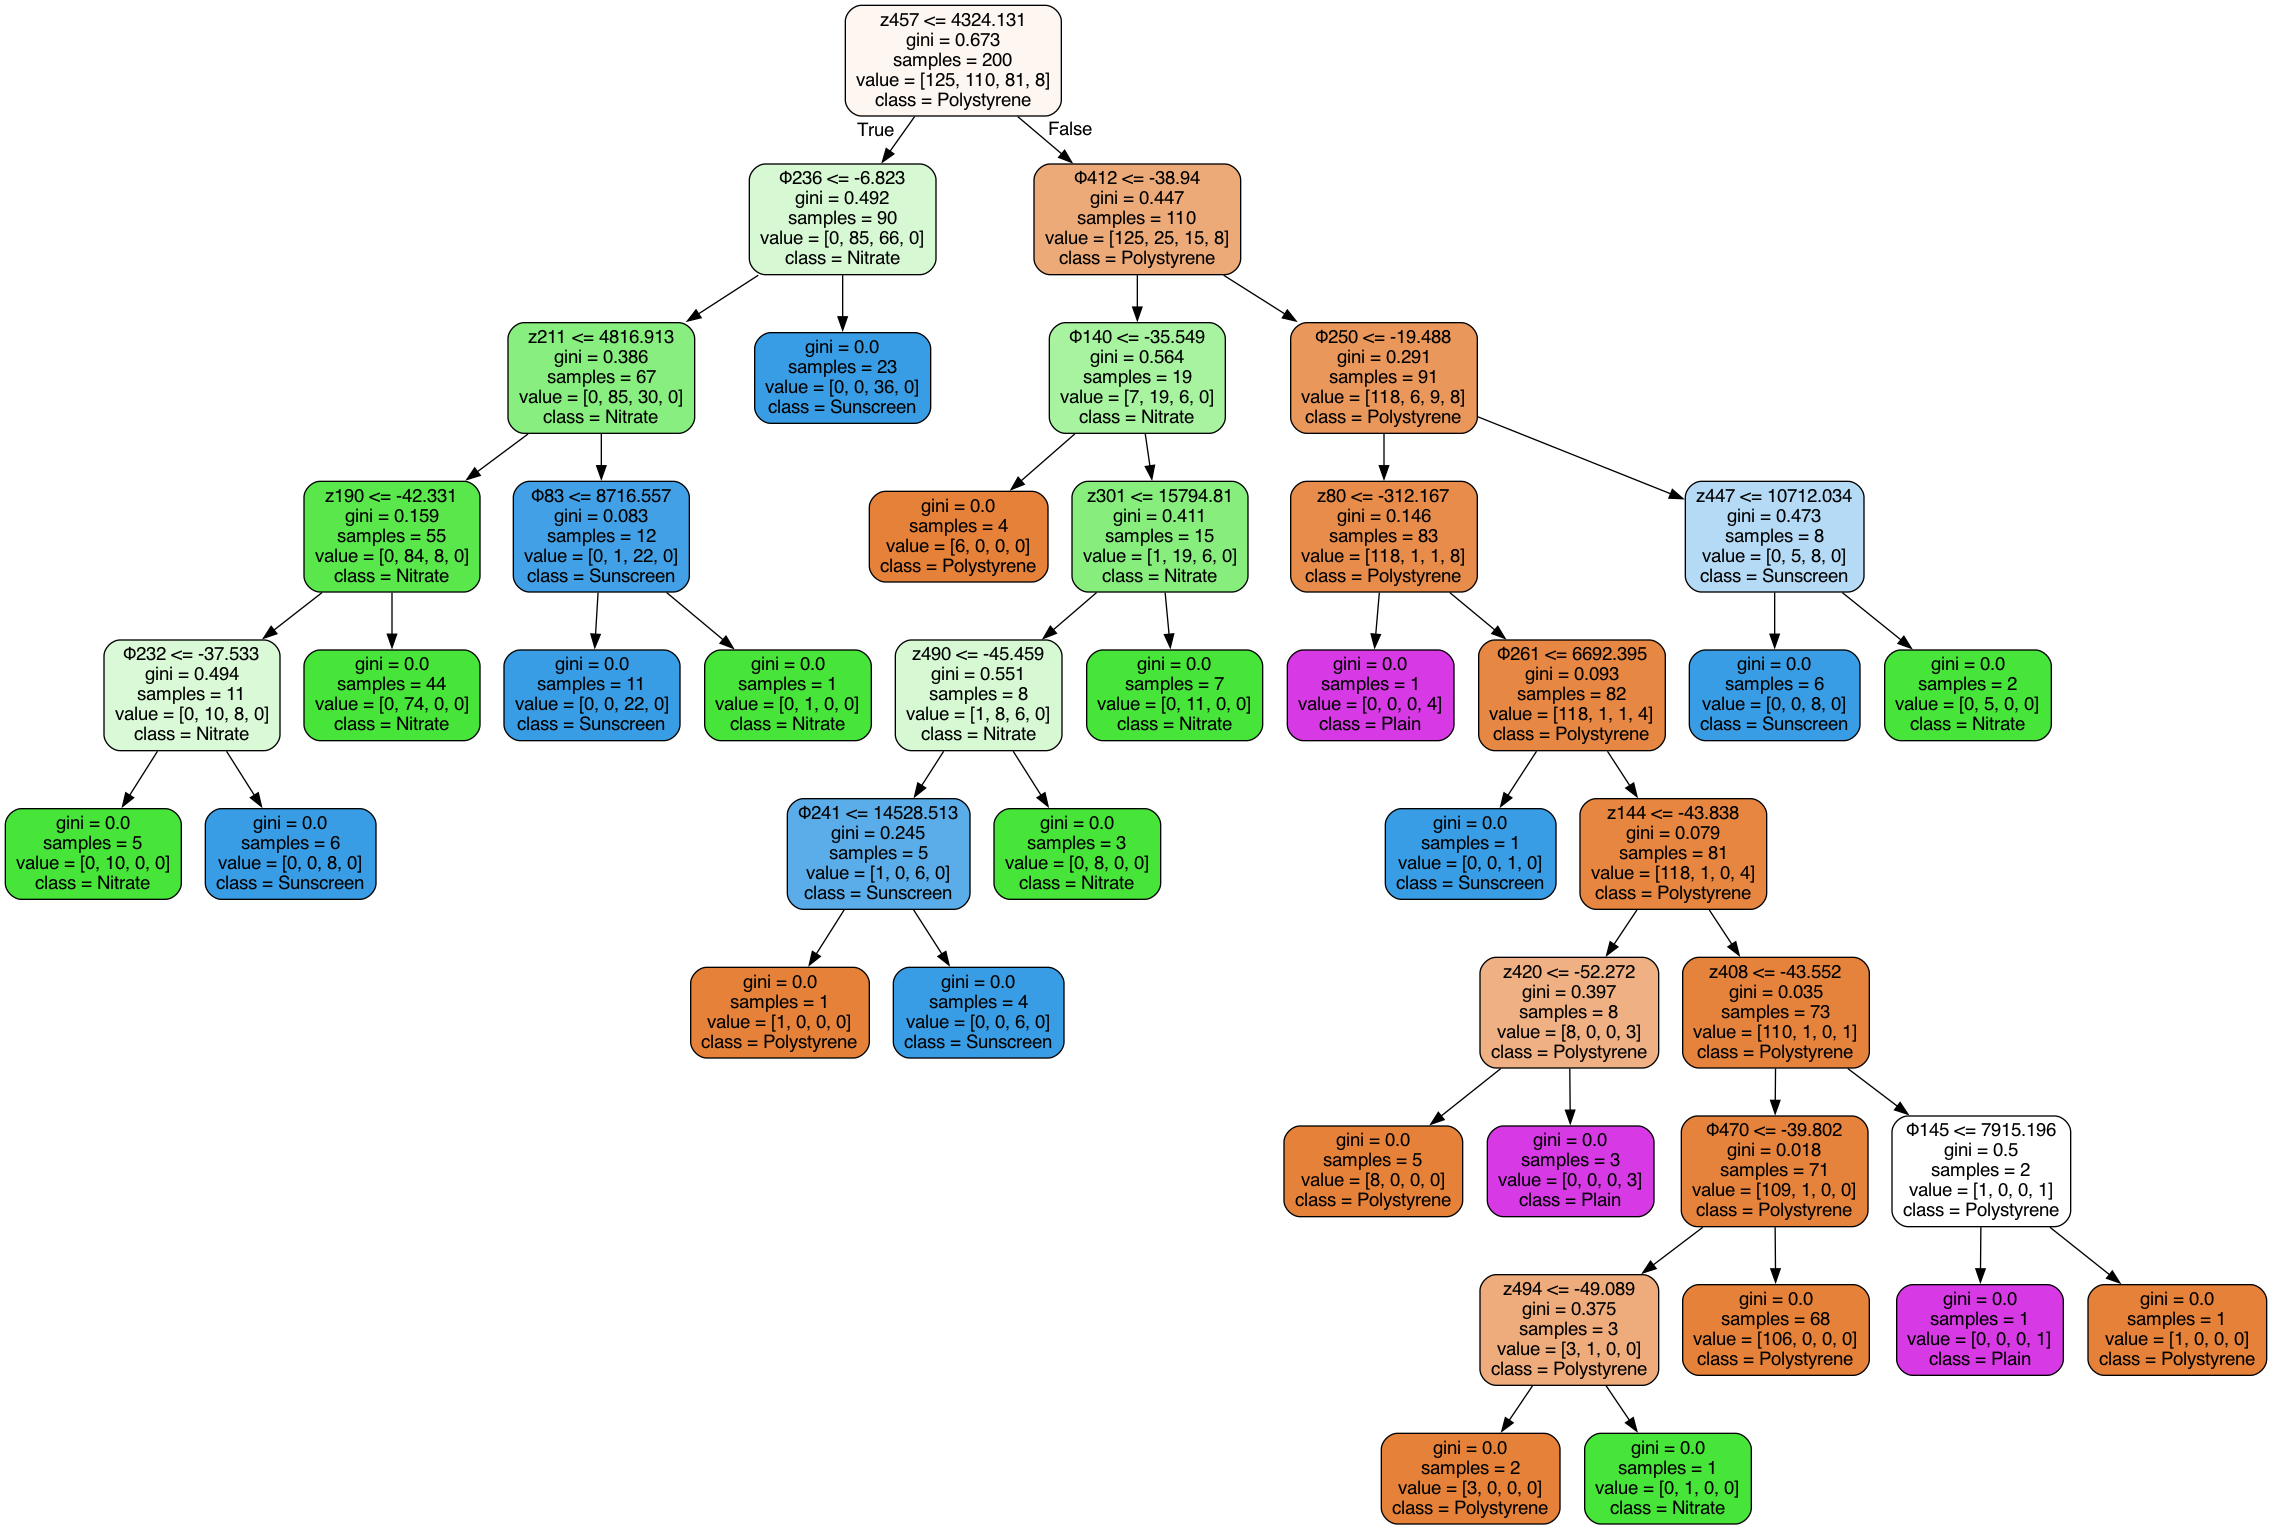 z457 <= 4324.131
gini = 0.673
samples = 200
value = [125, 110, 81, 8]
class = Polystyrene
True
False
Φ236 <= -6.823
gini = 0.492
samples = 90
value = [0, 85, 66, 0]
class = Nitrate
Φ412 <= -38.94
gini = 0.447
samples = 110
value = [125, 25, 15, 8]
class = Polystyrene
z211 <= 4816.913
gini = 0.386
samples = 67
value = [0, 85, 30, 0]
class = Nitrate
gini = 0.0
samples = 23
value = [0, 0, 36, 0]
class = Sunscreen
Φ140 <= -35.549
gini = 0.564
samples = 19
value = [7, 19, 6, 0]
class = Nitrate
Φ250 <= -19.488
gini = 0.291
samples = 91
value = [118, 6, 9, 8]
class = Polystyrene
z190 <= -42.331
gini = 0.159
samples = 55
value = [0, 84, 8, 0]
class = Nitrate
Φ83 <= 8716.557
gini = 0.083
samples = 12
value = [0, 1, 22, 0]
class = Sunscreen
gini = 0.0
samples = 4
value = [6, 0, 0, 0]
class = Polystyrene
z301 <= 15794.81
gini = 0.411
samples = 15
value = [1, 19, 6, 0]
class = Nitrate
z80 <= -312.167
gini = 0.146
samples = 83
value = [118, 1, 1, 8]
class = Polystyrene
z447 <= 10712.034
gini = 0.473
samples = 8
value = [0, 5, 8, 0]
class = Sunscreen
Φ232 <= -37.533
gini = 0.494
samples = 11
value = [0, 10, 8, 0]
class = Nitrate
gini = 0.0
samples = 44
value = [0, 74, 0, 0]
class = Nitrate
gini = 0.0
samples = 11
value = [0, 0, 22, 0]
class = Sunscreen
gini = 0.0
samples = 1
value = [0, 1, 0, 0]
class = Nitrate
z490 <= -45.459
gini = 0.551
samples = 8
value = [1, 8, 6, 0]
class = Nitrate
gini = 0.0
samples = 7
value = [0, 11, 0, 0]
class = Nitrate
gini = 0.0
samples = 1
value = [0, 0, 0, 4]
class = Plain
Φ261 <= 6692.395
gini = 0.093
samples = 82
value = [118, 1, 1, 4]
class = Polystyrene
gini = 0.0
samples = 6
value = [0, 0, 8, 0]
class = Sunscreen
gini = 0.0
samples = 2
value = [0, 5, 0, 0]
class = Nitrate
gini = 0.0
samples = 5
value = [0, 10, 0, 0]
class = Nitrate
gini = 0.0
samples = 6
value = [0, 0, 8, 0]
class = Sunscreen
Φ241 <= 14528.513
gini = 0.245
samples = 5
value = [1, 0, 6, 0]
class = Sunscreen
gini = 0.0
samples = 3
value = [0, 8, 0, 0]
class = Nitrate
gini = 0.0
samples = 1
value = [0, 0, 1, 0]
class = Sunscreen
z144 <= -43.838
gini = 0.079
samples = 81
value = [118, 1, 0, 4]
class = Polystyrene
gini = 0.0
samples = 1
value = [1, 0, 0, 0]
class = Polystyrene
gini = 0.0
samples = 4
value = [0, 0, 6, 0]
class = Sunscreen
z420 <= -52.272
gini = 0.397
samples = 8
value = [8, 0, 0, 3]
class = Polystyrene
z408 <= -43.552
gini = 0.035
samples = 73
value = [110, 1, 0, 1]
class = Polystyrene
gini = 0.0
samples = 5
value = [8, 0, 0, 0]
class = Polystyrene
gini = 0.0
samples = 3
value = [0, 0, 0, 3]
class = Plain
Φ470 <= -39.802
gini = 0.018
samples = 71
value = [109, 1, 0, 0]
class = Polystyrene
Φ145 <= 7915.196
gini = 0.5
samples = 2
value = [1, 0, 0, 1]
class = Polystyrene
z494 <= -49.089
gini = 0.375
samples = 3
value = [3, 1, 0, 0]
class = Polystyrene
gini = 0.0
samples = 68
value = [106, 0, 0, 0]
class = Polystyrene
gini = 0.0
samples = 1
value = [0, 0, 0, 1]
class = Plain
gini = 0.0
samples = 1
value = [1, 0, 0, 0]
class = Polystyrene
gini = 0.0
samples = 2
value = [3, 0, 0, 0]
class = Polystyrene
gini = 0.0
samples = 1
value = [0, 1, 0, 0]
class = Nitrate